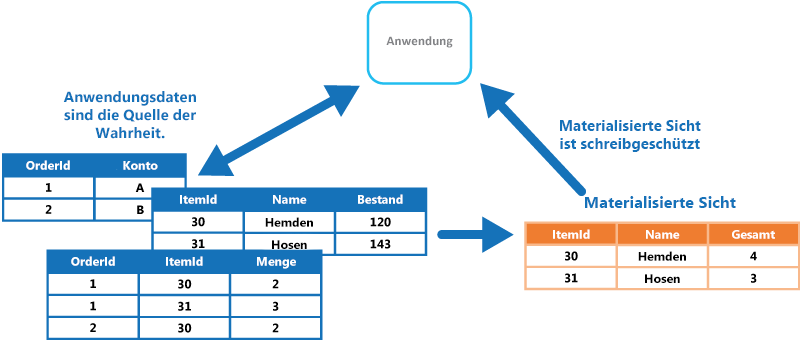 Anwendung
Anwendungsdaten
sind die Quelle der
Wahrheit.
Materialisierte Sicht
ist schreibgeschützt
OrderId Konto
1 A
2 B
ItemId Name Bestand
30 Hemden 120
31 Hosen 143
OrderId ItemId Menge
1 30 2
1 31 3
2 30 2
Materialisierte Sicht
ItemId Name Gesamt
30 Hemden 4
31 Hosen 3